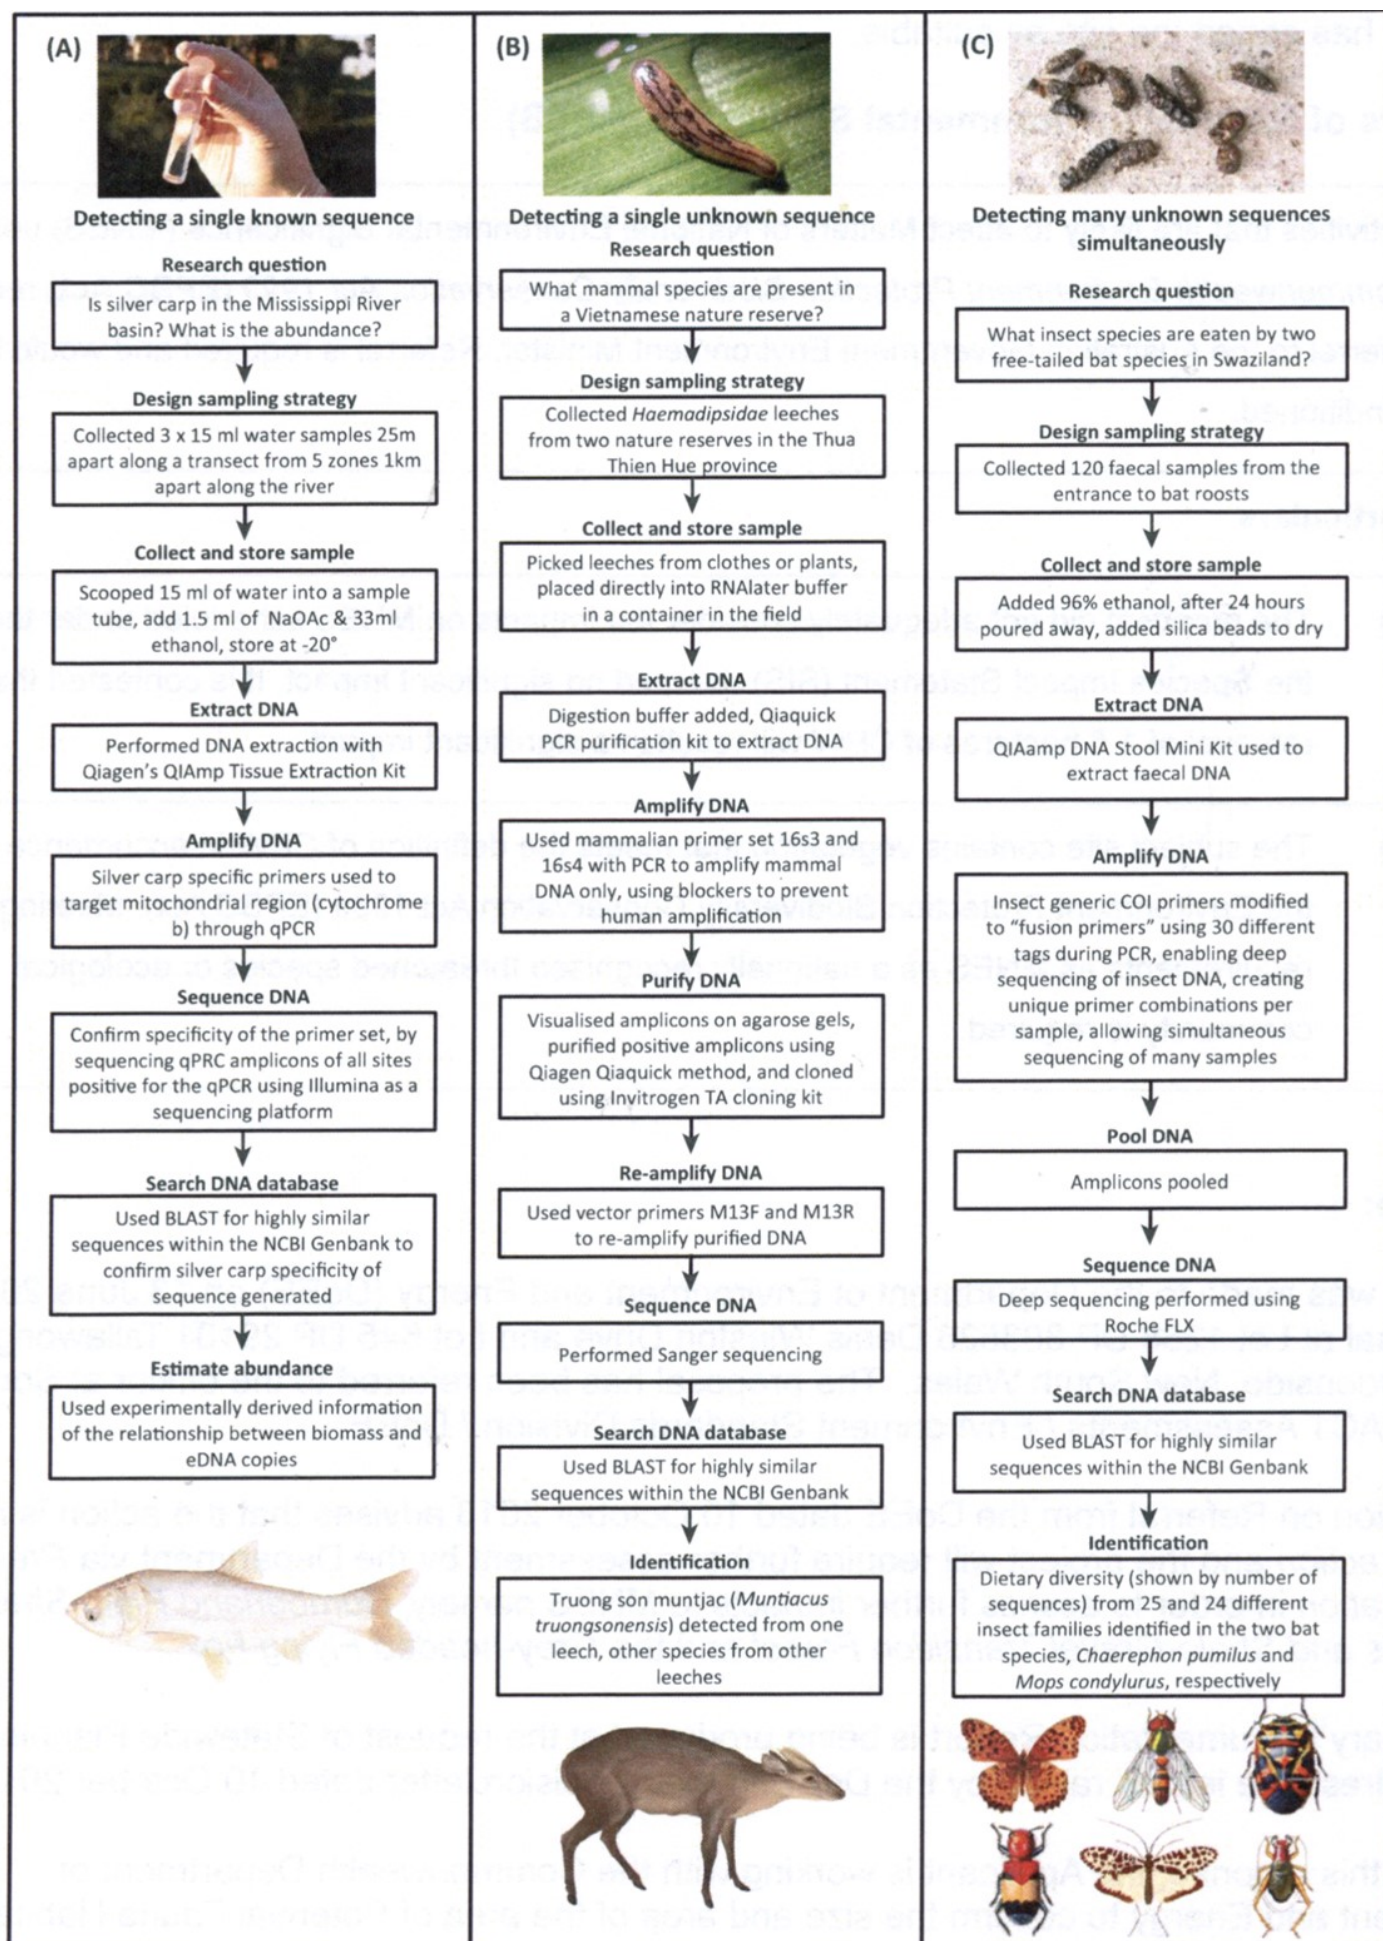 (A)
Detecting a single known sequence
Research question
Is silver carp in the Mississippi River
basin? What is the abundance?
Design sampling strategy
Collected 3 x 15 ml water samples 25m
apart along a transect from 5 zones 1km
apart along the river
Collect and store sample
Scooped 15 ml of water into a sample
tube, add 1.5 ml of NaOAc & 33ml
ethanol, store at -20°
Extract DNA
Performed DNA extraction with
Qiagen's QIAmp Tissue Extraction Kit
Amplify DNA
Silver carp specific primers used to
target mitochondrial region (cytochrome
b) through qPCR
Sequence DNA
Confirm specificity of the primer set, by
sequencing qPRC amplicons of all sites
positive for the qPCR using Illumina as a
sequencing platform
Search DNA database
Used BLAST for highly similar
sequences within the NCBI Genbank to
confirm silver carp specificity of
sequence generated
Estimate abundance
Used experimentally derived information
of the relationship between biomass and
eDNA copies
(B)
Detecting a single unknown sequence
Research question
What mammal species are present in
a Vietnamese nature reserve?
Design sampling strategy
Collected Haemadipsidae leeches
from two nature reserves in the Thua
Thien Hue province
Collect and store sample
Picked leeches from clothes or plants,
placed directly into RNAlater buffer
in a container in the field
Extract DNA
Digestion buffer added, Qiaquick
PCR purification kit to extract DNA
Amplify DNA
Used mammalian primer set 16s3 and
16s4 with PCR to amplify mammal
DNA only, using blockers to prevent
human amplification
Purify DNA
Visualised amplicons on agarose gels,
purified positive amplicons using
Qiagen Qiaquick method, and cloned
using Invitrogen TA cloning kit
Re-amplify DNA
Used vector primers M13F and M13R
to re-amplify purified DNA
Sequence DNA
Performed Sanger sequencing
Search DNA database
Used BLAST for highly similar
sequences within the NCBI Genbank
Identification
Truong son muntjac (Muntiacus
truongsonensis) detected from one
leech, other species from other
leeches
(C)
Detecting many unknown sequences
simultaneously
Research question
What insect species are eaten by two
free-tailed bat species in Swaziland?
Design sampling strategy
Collected 120 faecal samples from the
entrance to bat roosts
Collect and store sample
Added 96% ethanol, after 24 hours
poured away, added silica beads to dry
Extract DNA
QIAamp DNA Stool Mini Kit used to
extract faecal DNA
Amplify DNA
Insect generic COI primers modified
to “fusion primers” using 30 different
tags during PCR, enabling deep
sequencing of insect DNA, creating
unique primer combinations per
sample, allowing simultaneous
sequencing of many samples
Pool DNA
Amplicons pooled
Sequence DNA
Deep sequencing performed using
Roche FLX
Search DNA database
Used BLAST for highly similar
sequences within the NCBI Genbank
Identification
Dietary diversity (shown by number of
sequences) from 25 and 24 different
insect families identified in the two bat
species, Chaerephon pumilus and
Mops condylurus, respectively